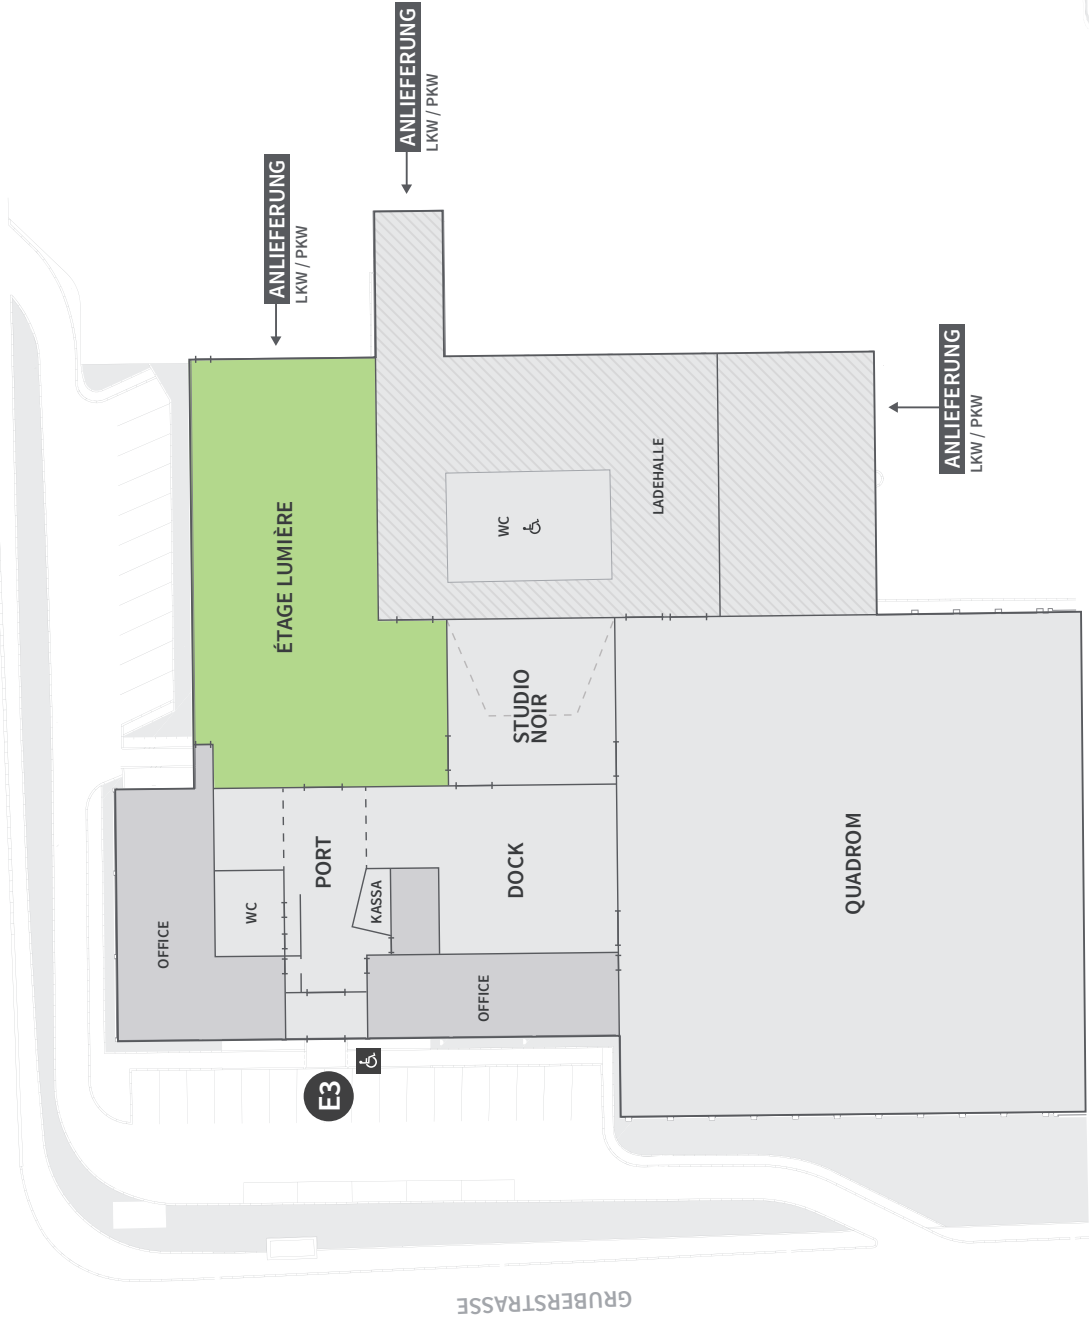 ANLIEFERUNG
LKW / PKW
ANLIEFERUNG
LKW / PKW
ANLIEFERUNG
LKW / PKW
ÉTAGE LUMIÈRE
LADEHALLE
WC
STUDIO
NOIR
PORT
DOCK
QUADROM
WC
KASSA
OFFICE
OFFICE
E3
GRUBERSTRASSE